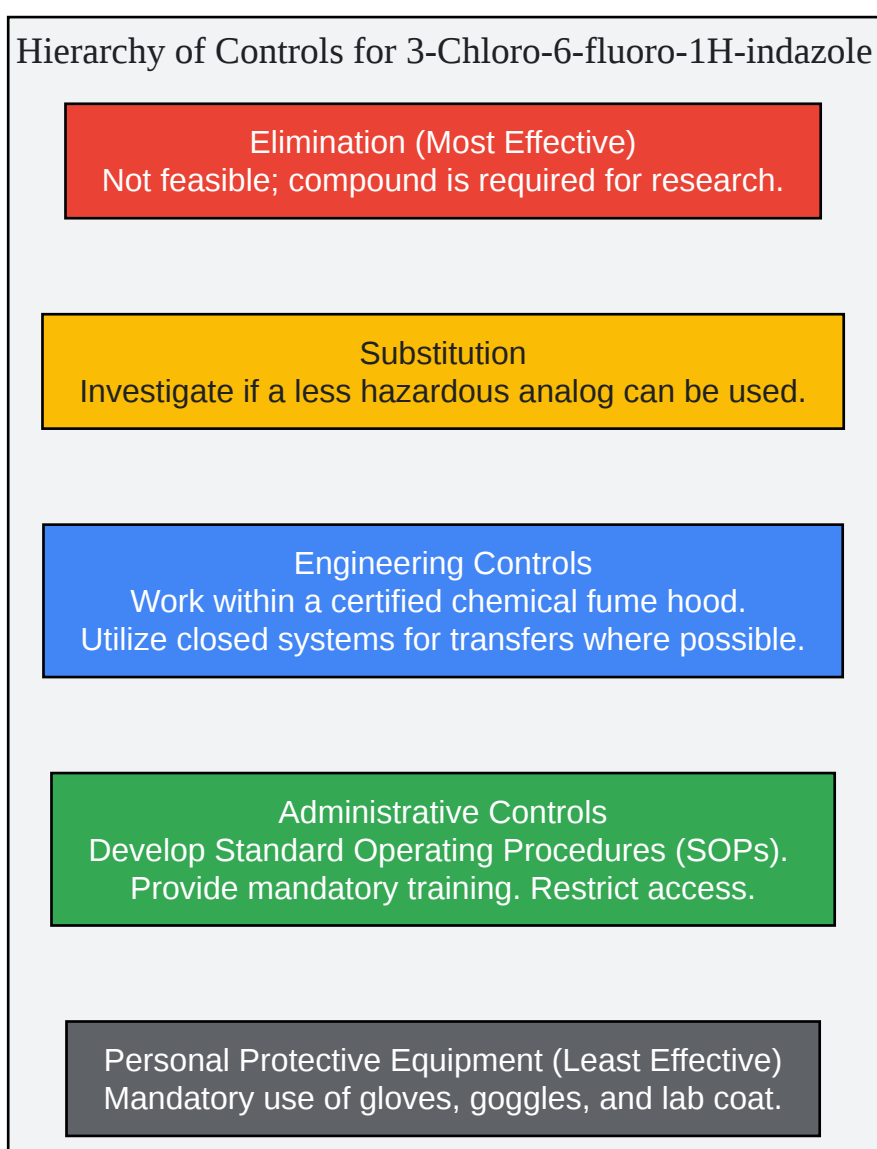 Hierarchy of Controls for 3-Chloro-6-fluoro-1H-indazole
Elimination (Most Effective)
Not feasible; compound is required for research.
Substitution
Investigate if a less hazardous analog can be used.
Engineering Controls
Work within a certified chemical fume hood.
Utilize closed systems for transfers where possible.
Administrative Controls
Develop Standard Operating Procedures (SOPs).
Provide mandatory training. Restrict access.
Personal Protective Equipment (Least Effective)
Mandatory use of gloves, goggles, and lab coat.